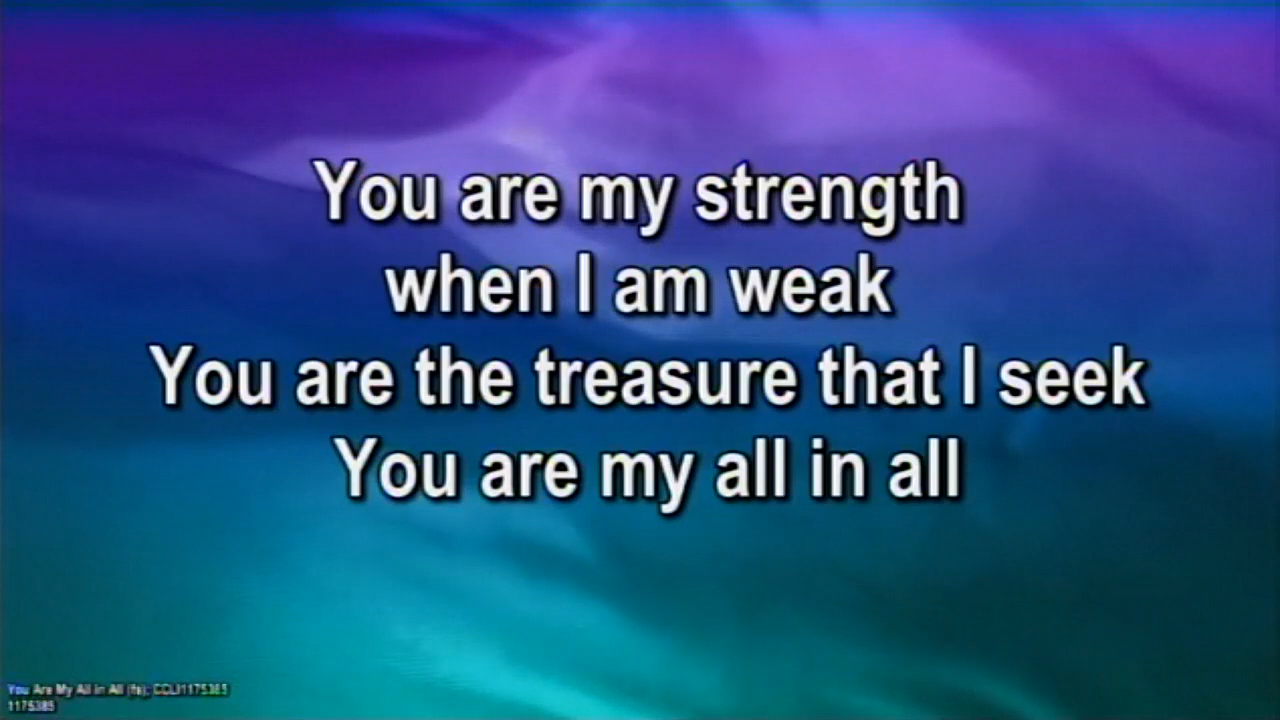 You are my strength
when I am weak
You are the treasure that I seek
You are my all in all
You Are My All in All (fs); CCLI1175385
1175385